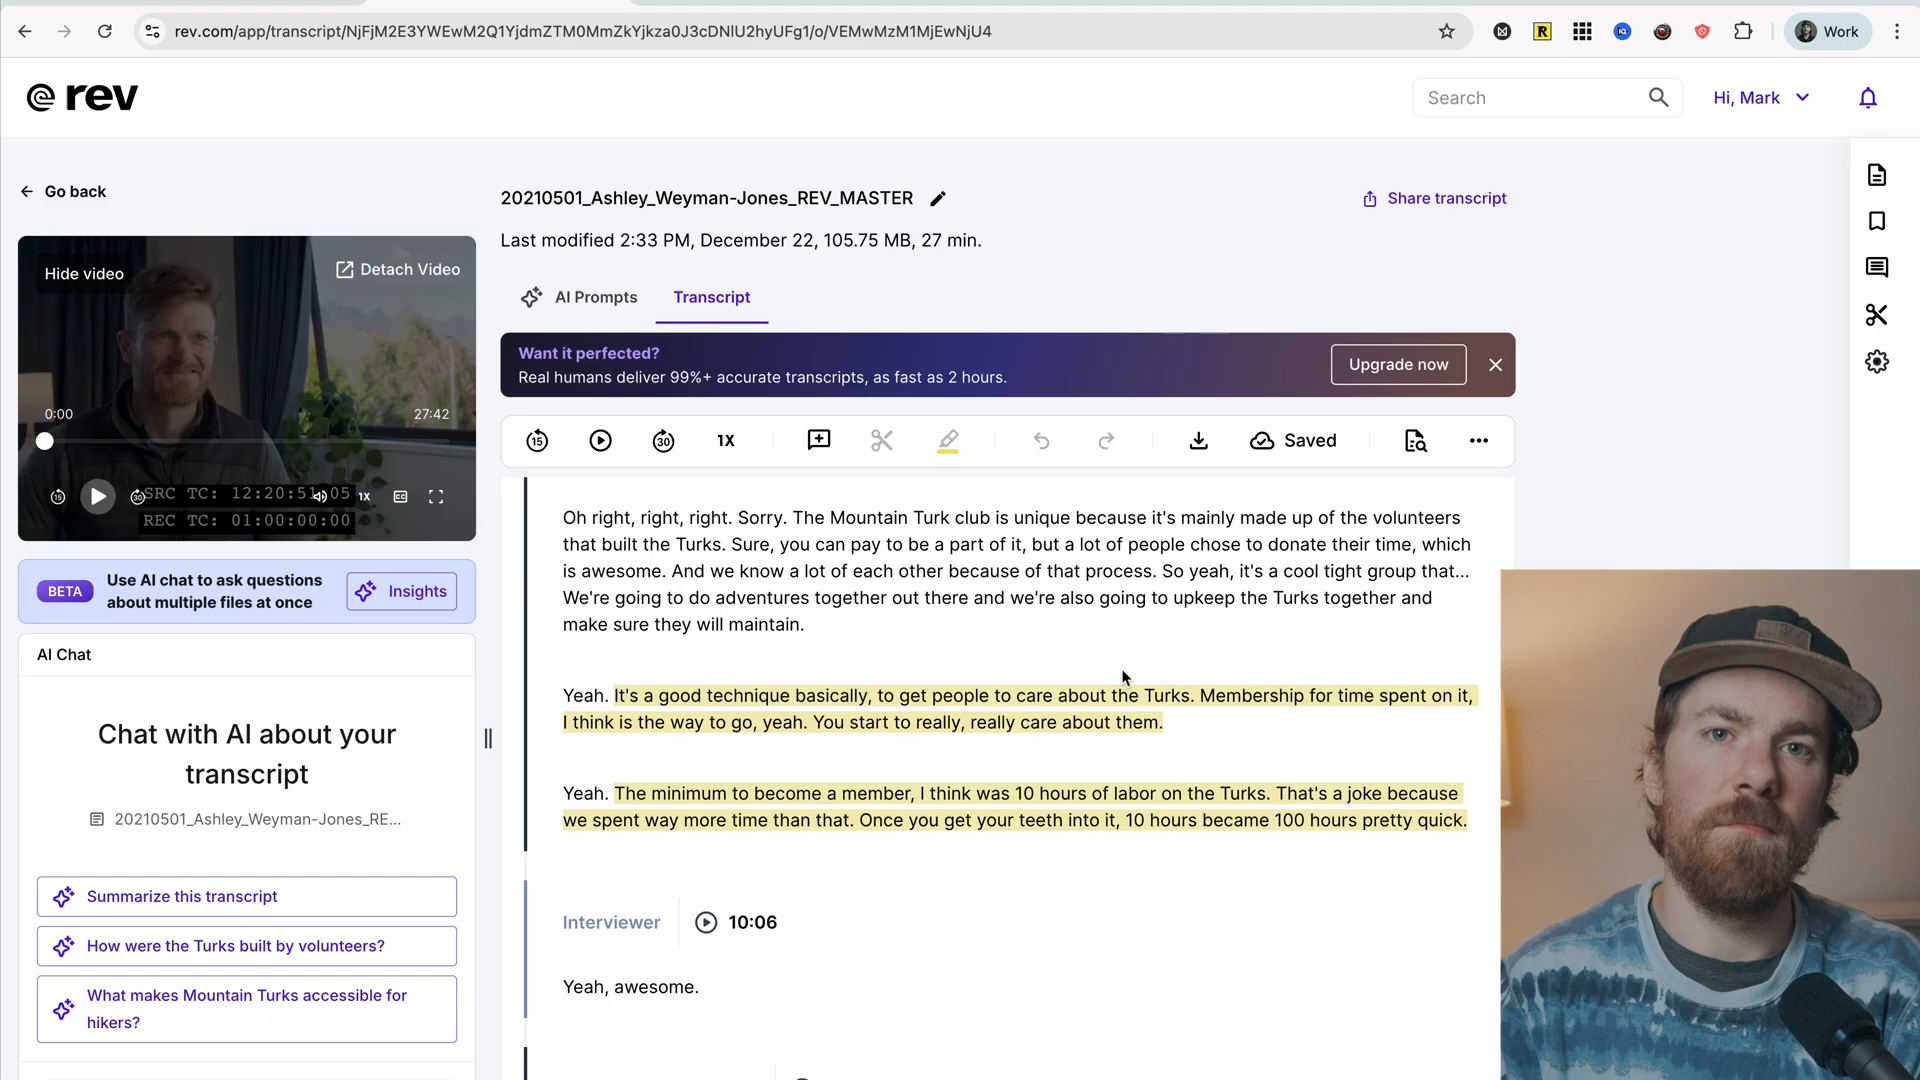 rev.com/app/transcript/NjFjM2E3YWEwM2Q1YjdmZTM0MmZkYjkza0J3cDNlU2hyUFg1/o/VEMwMzM1MjEwNjU4
Work
rev
Search
Hi, Mark
Go back
20210501_Ashley_Weyman-Jones_REV_MASTER
Share transcript
Last modified 2:33 PM, December 22, 105.75 MB, 27 min.
Hide video
Detach Video
AI Prompts
Transcript
Want it perfected?
Real humans deliver 99%+ accurate transcripts, as fast as 2 hours.
Upgrade now
0:00
27:42
15
30
1X
Saved
15
30
SRC TC: 12:20:51:05
1X
CC
REC TC: 01:00:00:00
Oh right, right, right. Sorry. The Mountain Turk club is unique because it's mainly made up of the volunteers
that built the Turks. Sure, you can pay to be a part of it, but a lot of people chose to donate their time, which
is awesome. And we know a lot of each other because of that process. So yeah, it's a cool tight group that...
We're going to do adventures together out there and we're also going to upkeep the Turks together and
make sure they will maintain.
BETA
Use AI chat to ask questions
about multiple files at once
Insights
AI Chat
Chat with AI about your
transcript
20210501_Ashley_Weyman-Jones_RE...
Summarize this transcript
How were the Turks built by volunteers?
What makes Mountain Turks accessible for
hikers?
Yeah. It's a good technique basically, to get people to care about the Turks. Membership for time spent on it,
I think is the way to go, yeah. You start to really, really care about them.
Yeah. The minimum to become a member, I think was 10 hours of labor on the Turks. That's a joke because
we spent way more time than that. Once you get your teeth into it, 10 hours became 100 hours pretty quick.
Interviewer
10:06
Yeah, awesome.